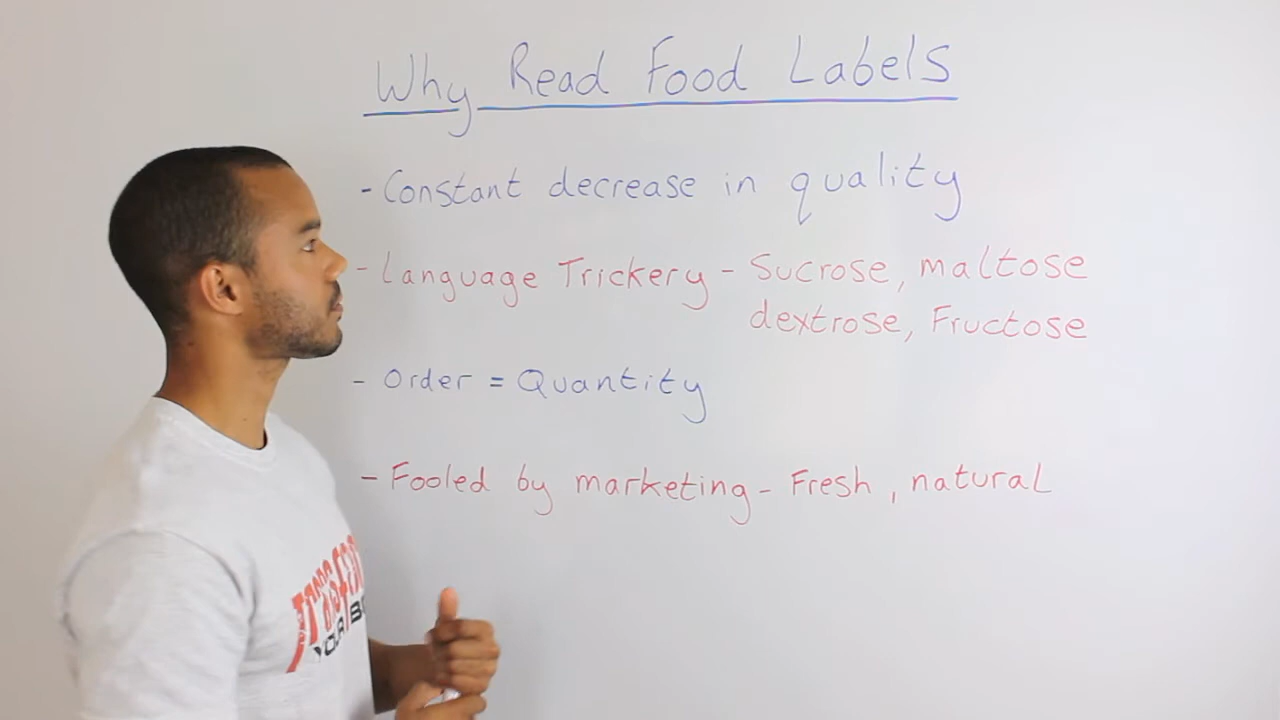 Why Read Food Labels
- Constant decrease in quality
- Language Trickery - Sucrose, maltose
dextrose, Fructose
- Order = Quantity
- Fooled by marketing - Fresh, natural
YOUR